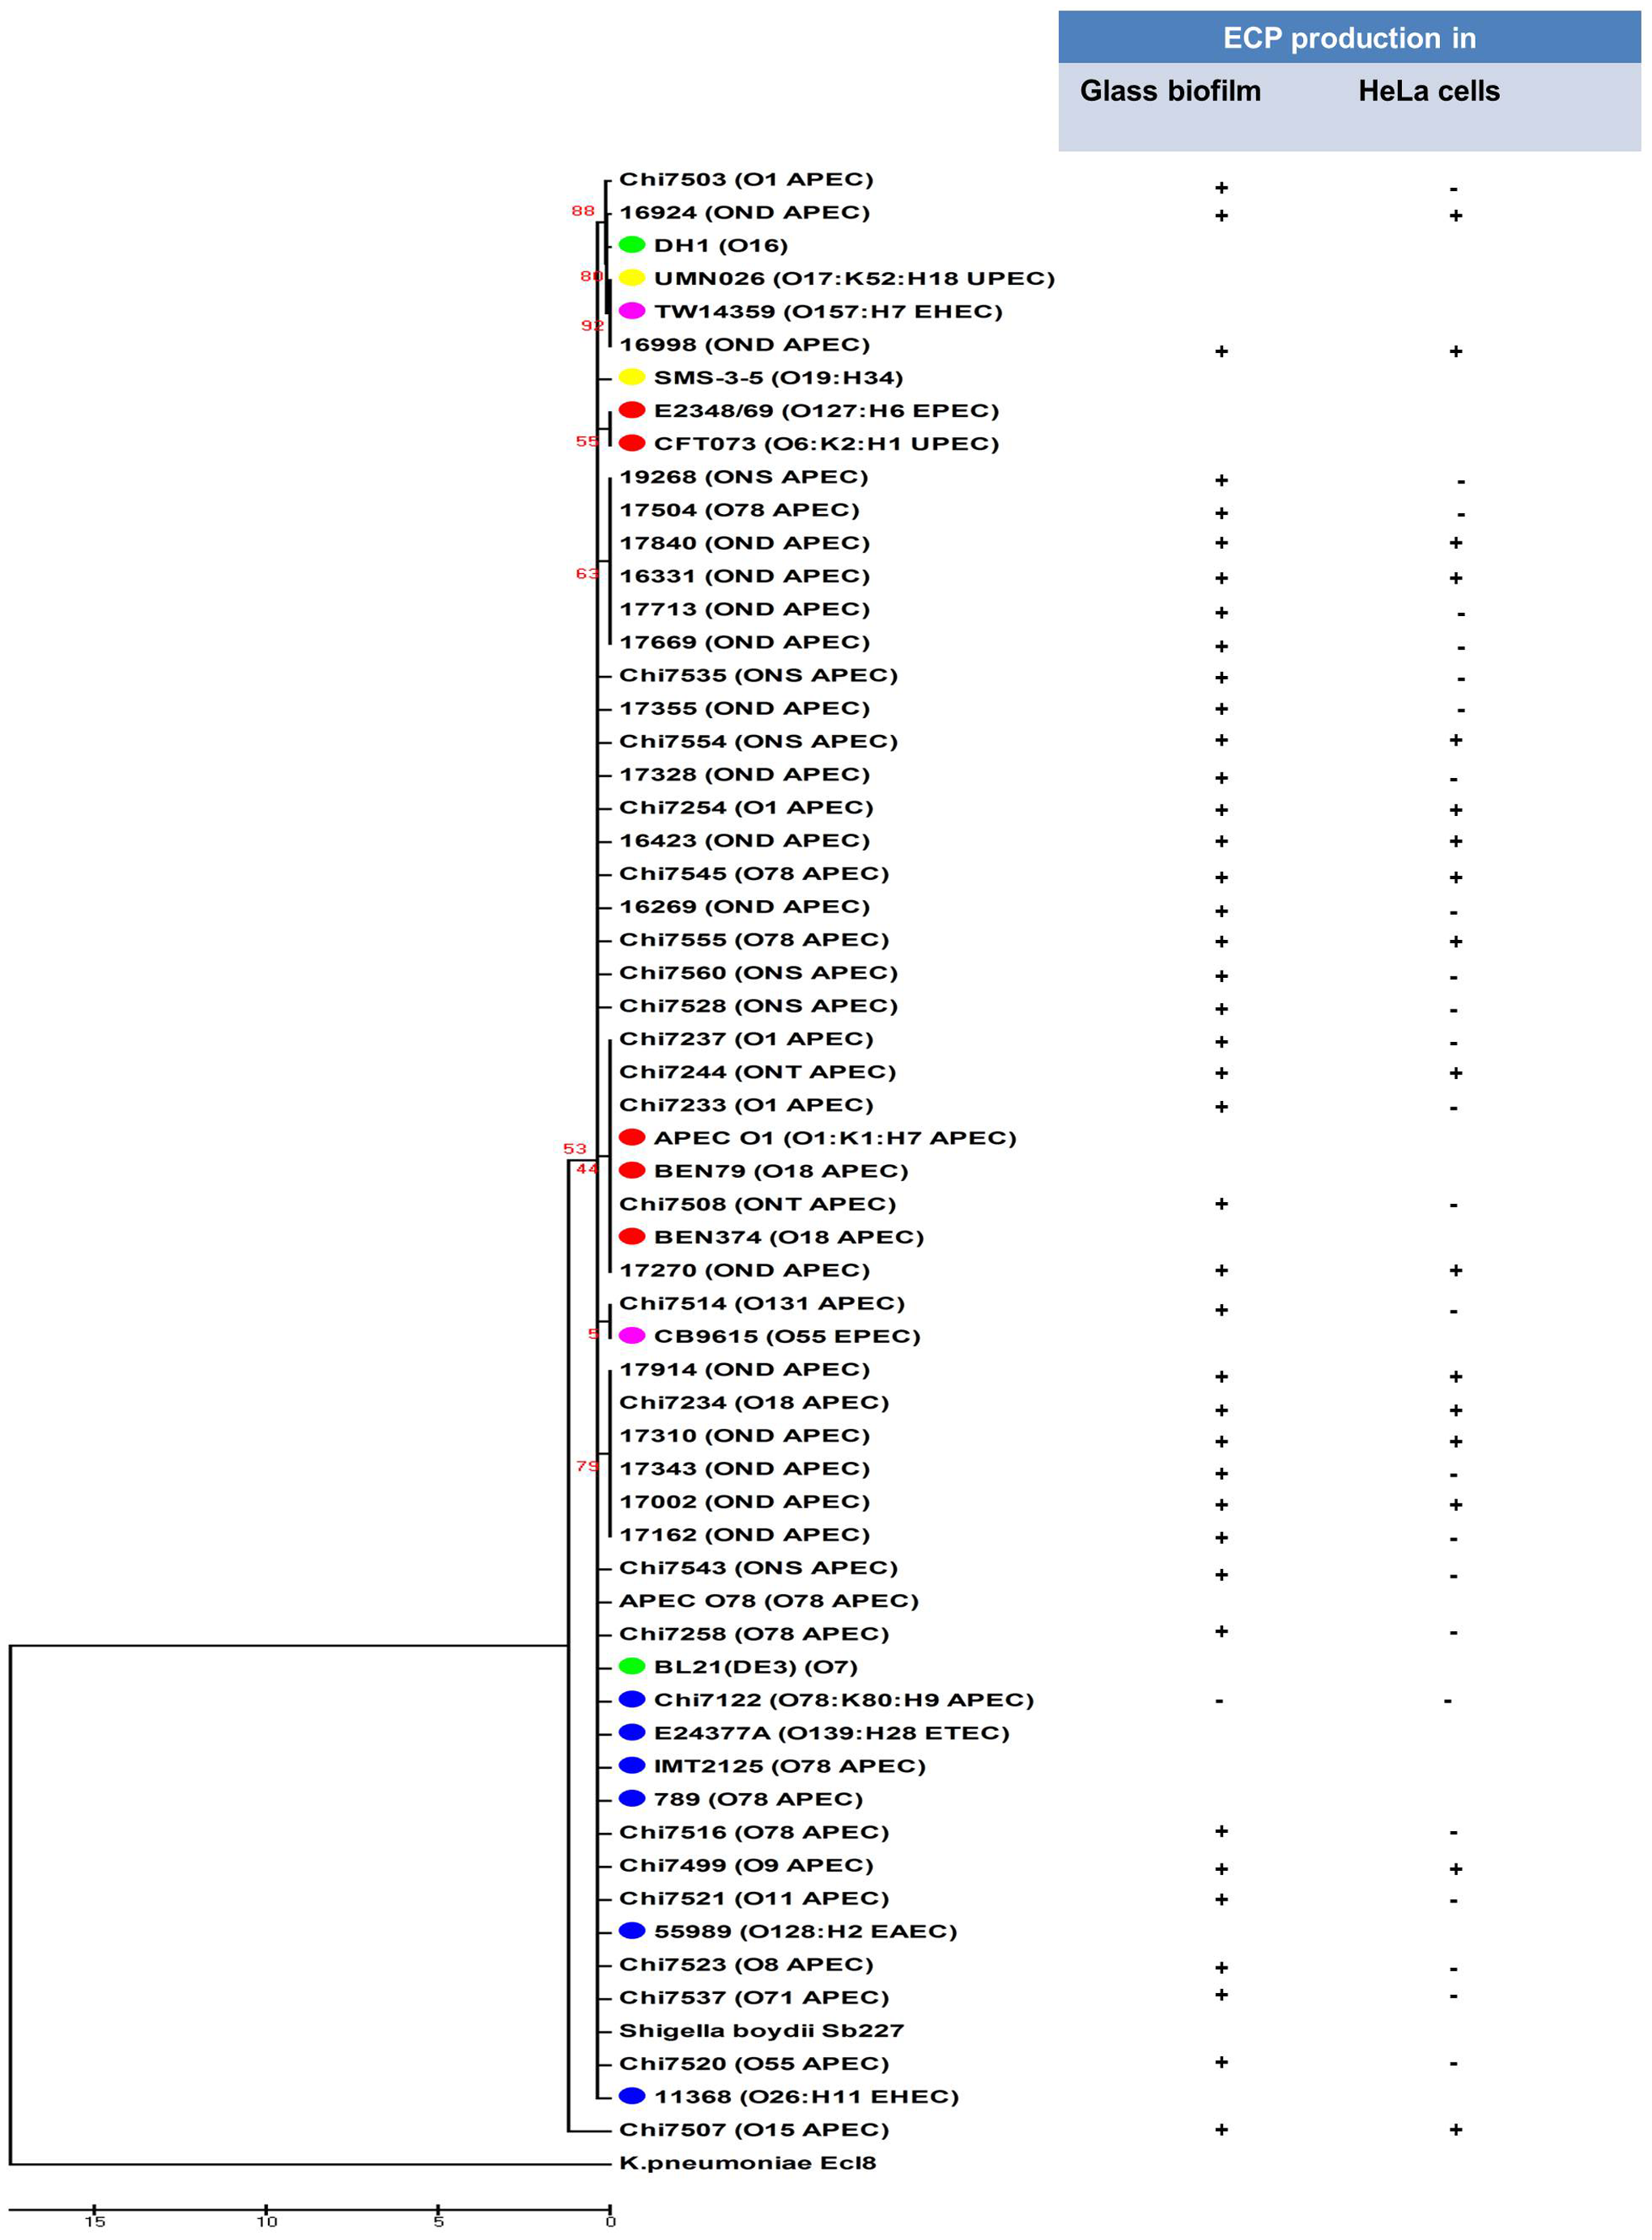 ECP production in
Glass biofilm HeLa cells
Chi7503 (O1 APEC) + -
88
16924 (OND APEC) + +
DH1 (O16)
80 UMN026 (O17:K52:H18 UPEC)
TW14359 (O157:H7 EHEC)
92
16998 (OND APEC) + +
SMS-3-5 (O19:H34)
E2348/69 (O127:H6 EPEC)
55 CFT073 (O6:K2:H1 UPEC)
19268 (ONS APEC) + -
17504 (O78 APEC) + -
17840 (OND APEC) + +
63 16331 (OND APEC) + +
17713 (OND APEC) + -
17669 (OND APEC) + -
Chi7535 (ONS APEC) + -
17355 (OND APEC) + -
Chi7554 (ONS APEC) + +
17328 (OND APEC) + -
Chi7254 (O1 APEC) + +
16423 (OND APEC) + +
Chi7545 (O78 APEC) + +
16269 (OND APEC) + -
Chi7555 (O78 APEC) + +
Chi7560 (ONS APEC) + -
Chi7528 (ONS APEC) + -
Chi7237 (O1 APEC) + -
Chi7244 (ONT APEC) + +
Chi7233 (O1 APEC) + -
APEC O1 (O1:K1:H7 APEC)
53
44 BEN79 (O18 APEC)
Chi7508 (ONT APEC) + -
BEN374 (O18 APEC)
17270 (OND APEC) + +
Chi7514 (O131 APEC) + -
5 CB9615 (O55 EPEC)
17914 (OND APEC) + +
Chi7234 (O18 APEC) + +
17310 (OND APEC) + +
79 17343 (OND APEC) + -
17002 (OND APEC) + +
17162 (OND APEC) + -
Chi7543 (ONS APEC) + -
APEC O78 (O78 APEC)
Chi7258 (O78 APEC) + -
BL21(DE3) (O7)
Chi7122 (O78:K80:H9 APEC) - -
E24377A (O139:H28 ETEC)
IMT2125 (O78 APEC)
789 (O78 APEC)
Chi7516 (O78 APEC) + -
Chi7499 (O9 APEC) + +
Chi7521 (O11 APEC) + -
55989 (O128:H2 EAEC)
Chi7523 (O8 APEC) + -
Chi7537 (O71 APEC) + -
Shigella boydii Sb227
Chi7520 (O55 APEC) + -
11368 (O26:H11 EHEC)
Chi7507 (O15 APEC) + +
K.pneumoniae Ecl8
15 10 5 0